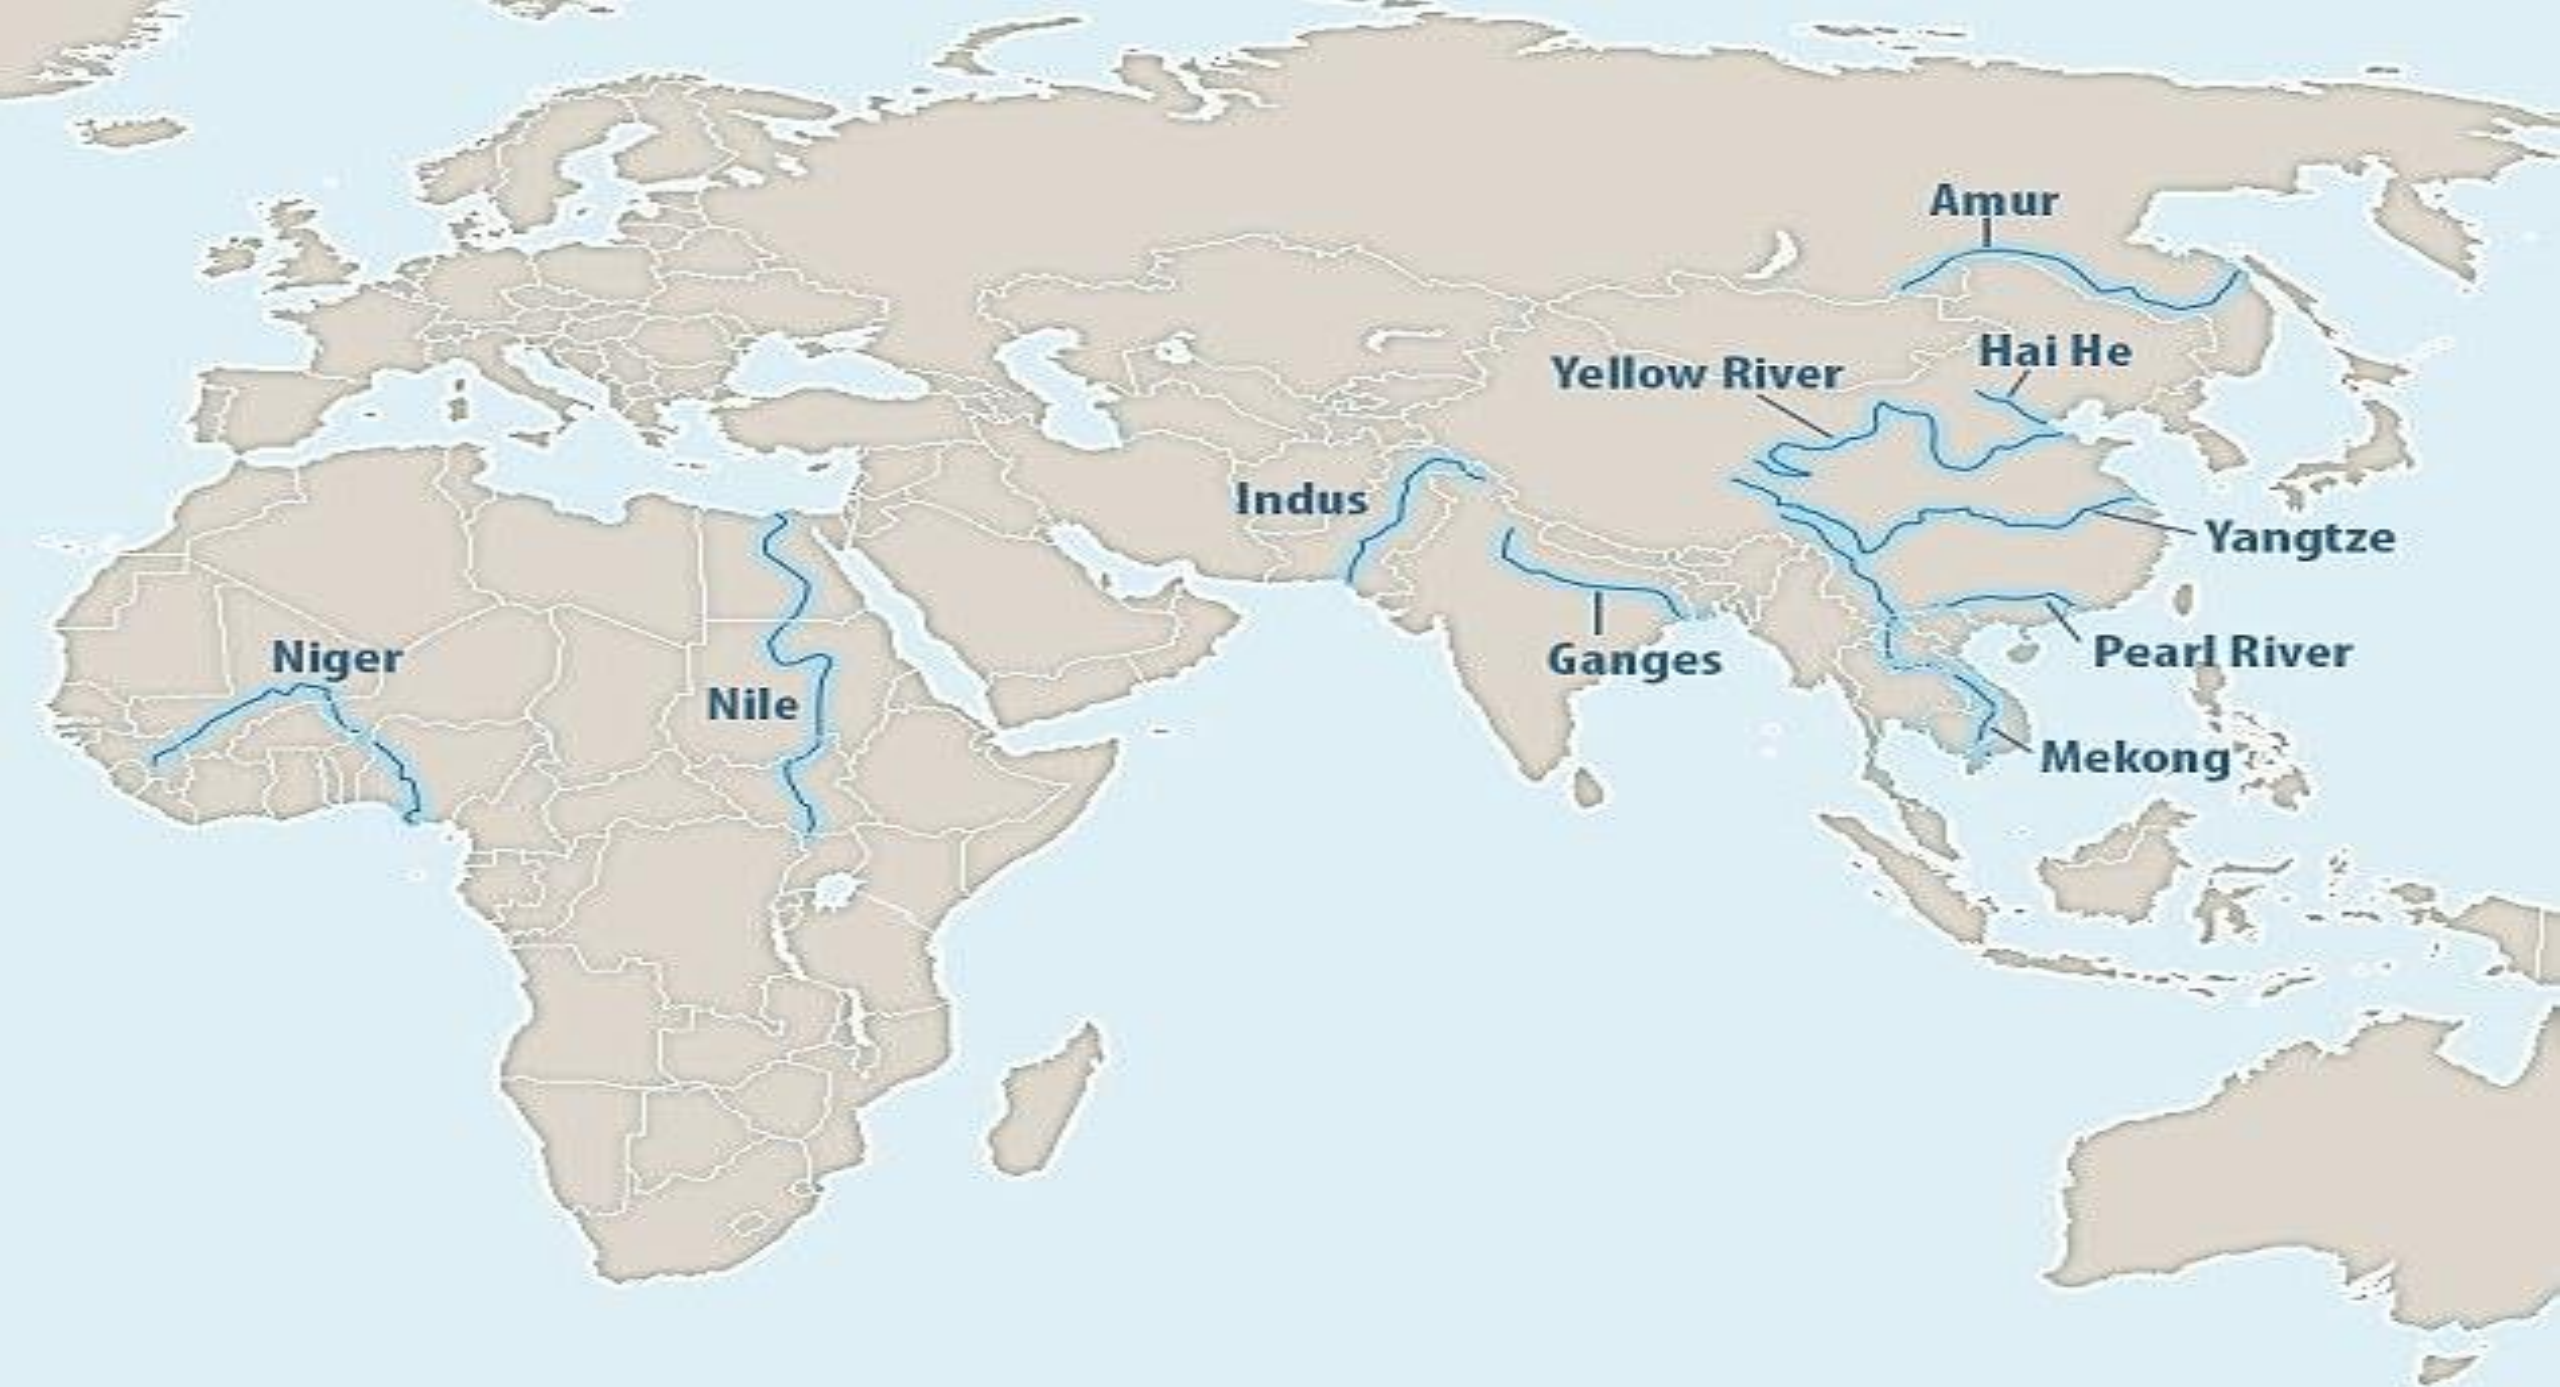 Amur
Hai He
Yellow River
Indus
Yangtze
Niger
Nile
Ganges
Pearl River
Mekong